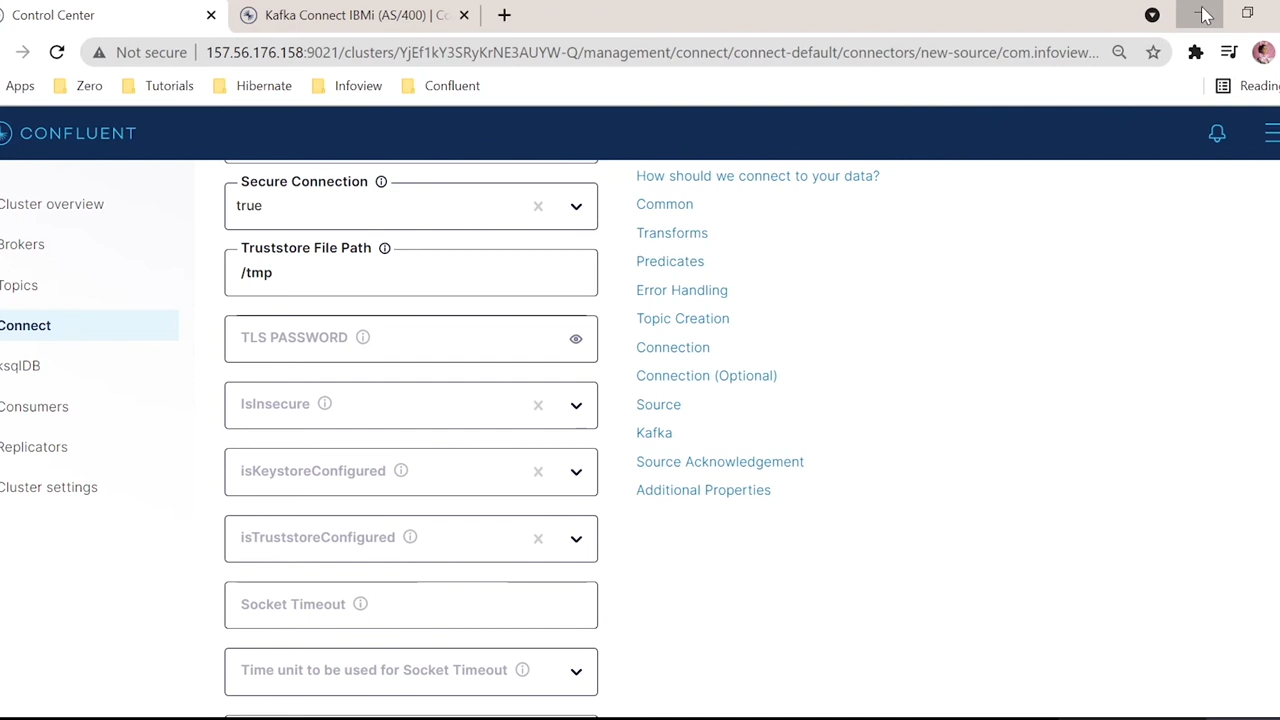 Control Center
Kafka Connect IBMi (AS/400) | Co
Not secure
157.56.176.158:9021/clusters/YjEf1kY3SRyKrNE3AUYW-Q/management/connect/connect-default/connectors/new-source/com.infoview...
Apps
Zero
Tutorials
Hibernate
Infoview
Confluent
Reading
CONFLUENT
Cluster overview
Brokers
Topics
Connect
ksqlDB
Consumers
Replicators
Cluster settings
Secure Connection
true
Truststore File Path
/tmp
TLS PASSWORD
IsInsecure
isKeystoreConfigured
isTruststoreConfigured
Socket Timeout
Time unit to be used for Socket Timeout
How should we connect to your data?
Common
Transforms
Predicates
Error Handling
Topic Creation
Connection
Connection (Optional)
Source
Kafka
Source Acknowledgement
Additional Properties